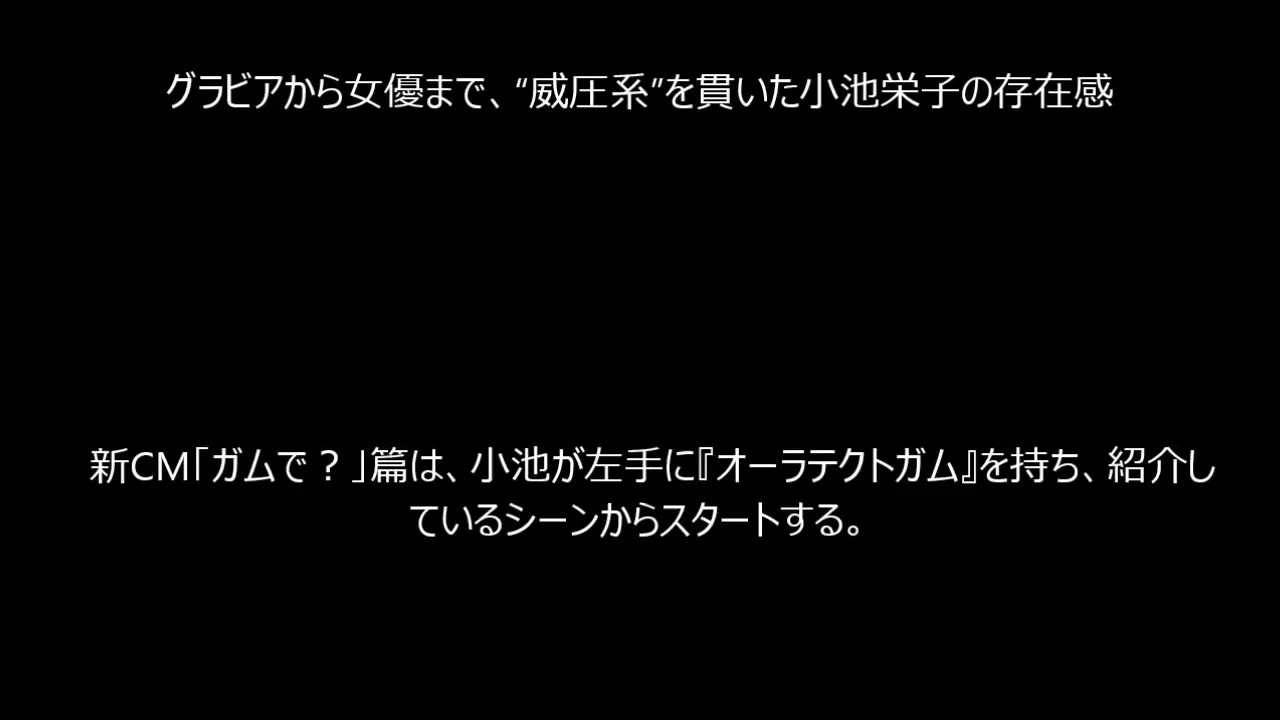 グラビアから女優まで、“威圧系”を貫いた小池栄子の存在感
新CM「ガムで？」篇は、小池が左手に『オーラテクトガム』を持ち、紹介し
ているシーンからスタートする。